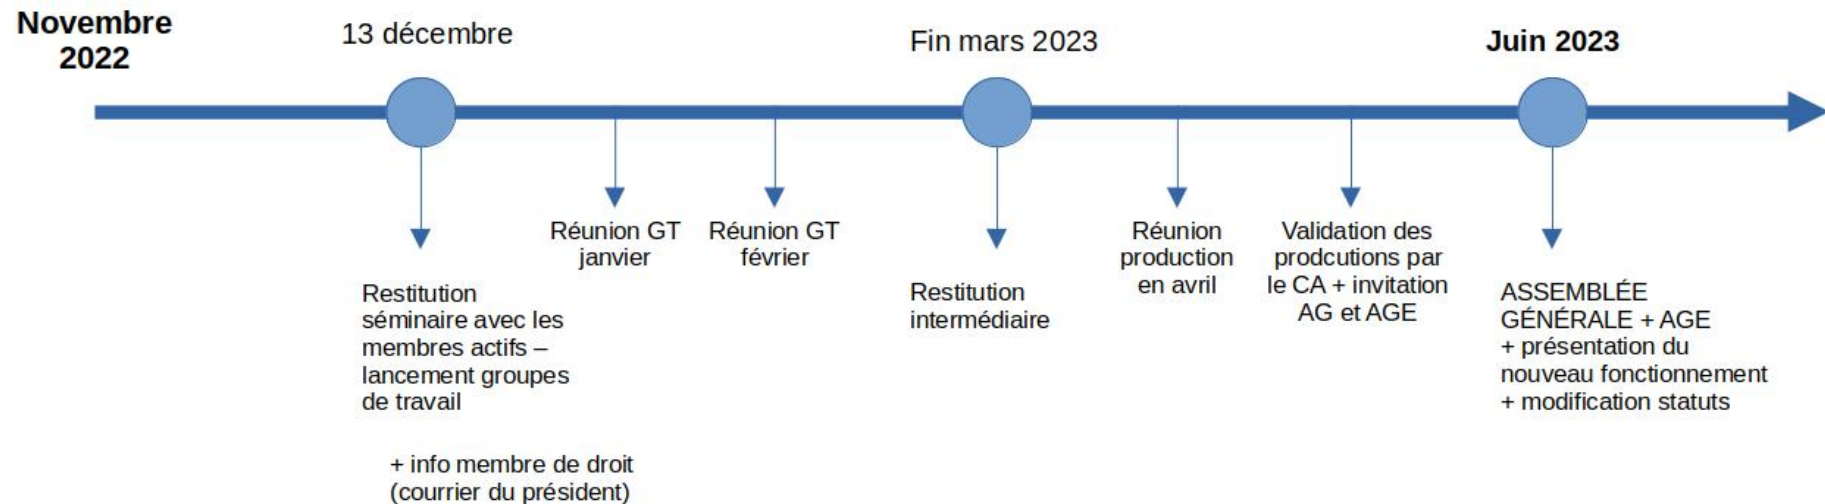 Novembre
2022
13 décembre
Fin mars 2023
Juin 2023
Restitution
séminaire avec les
membres actifs –
lancement groupes
de travail
+ info membre de droit
(courrier du président)
Réunion GT
janvier
Réunion GT
février
Restitution
intermédiaire
Réunion
production
en avril
Validation des
prodcutions par
le CA + invitation
AG et AGE
ASSEMBLÉE
GÉNÉRALE + AGE
+ présentation du
nouveau fonctionnement
+ modification statuts